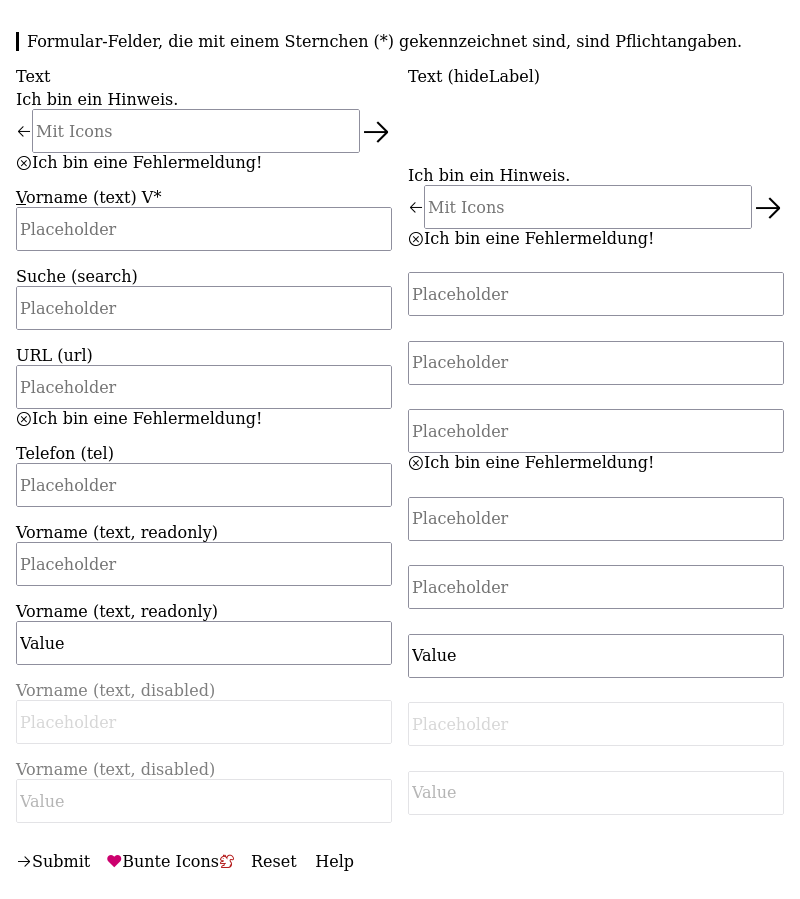 Formular-Felder, die mit einem Sternchen (*) gekennzeichnet sind, sind Pflichtangaben.
Text
Ich bin ein Hinweis.
Mit Icons
Ich bin eine Fehlermeldung!
Vorname (text) V*
Placeholder
Suche (search)
Placeholder
URL (url)
Placeholder
Ich bin eine Fehlermeldung!
Telefon (tel)
Placeholder
Vorname (text, readonly)
Placeholder
Vorname (text, readonly)
Value
Vorname (text, disabled)
Placeholder
Vorname (text, disabled)
Value
Text (hideLabel)
Ich bin ein Hinweis.
Mit Icons
Ich bin eine Fehlermeldung!
Placeholder
Placeholder
Placeholder
Ich bin eine Fehlermeldung!
Placeholder
Placeholder
Value
Placeholder
Value
Submit Bunte Icons Reset Help